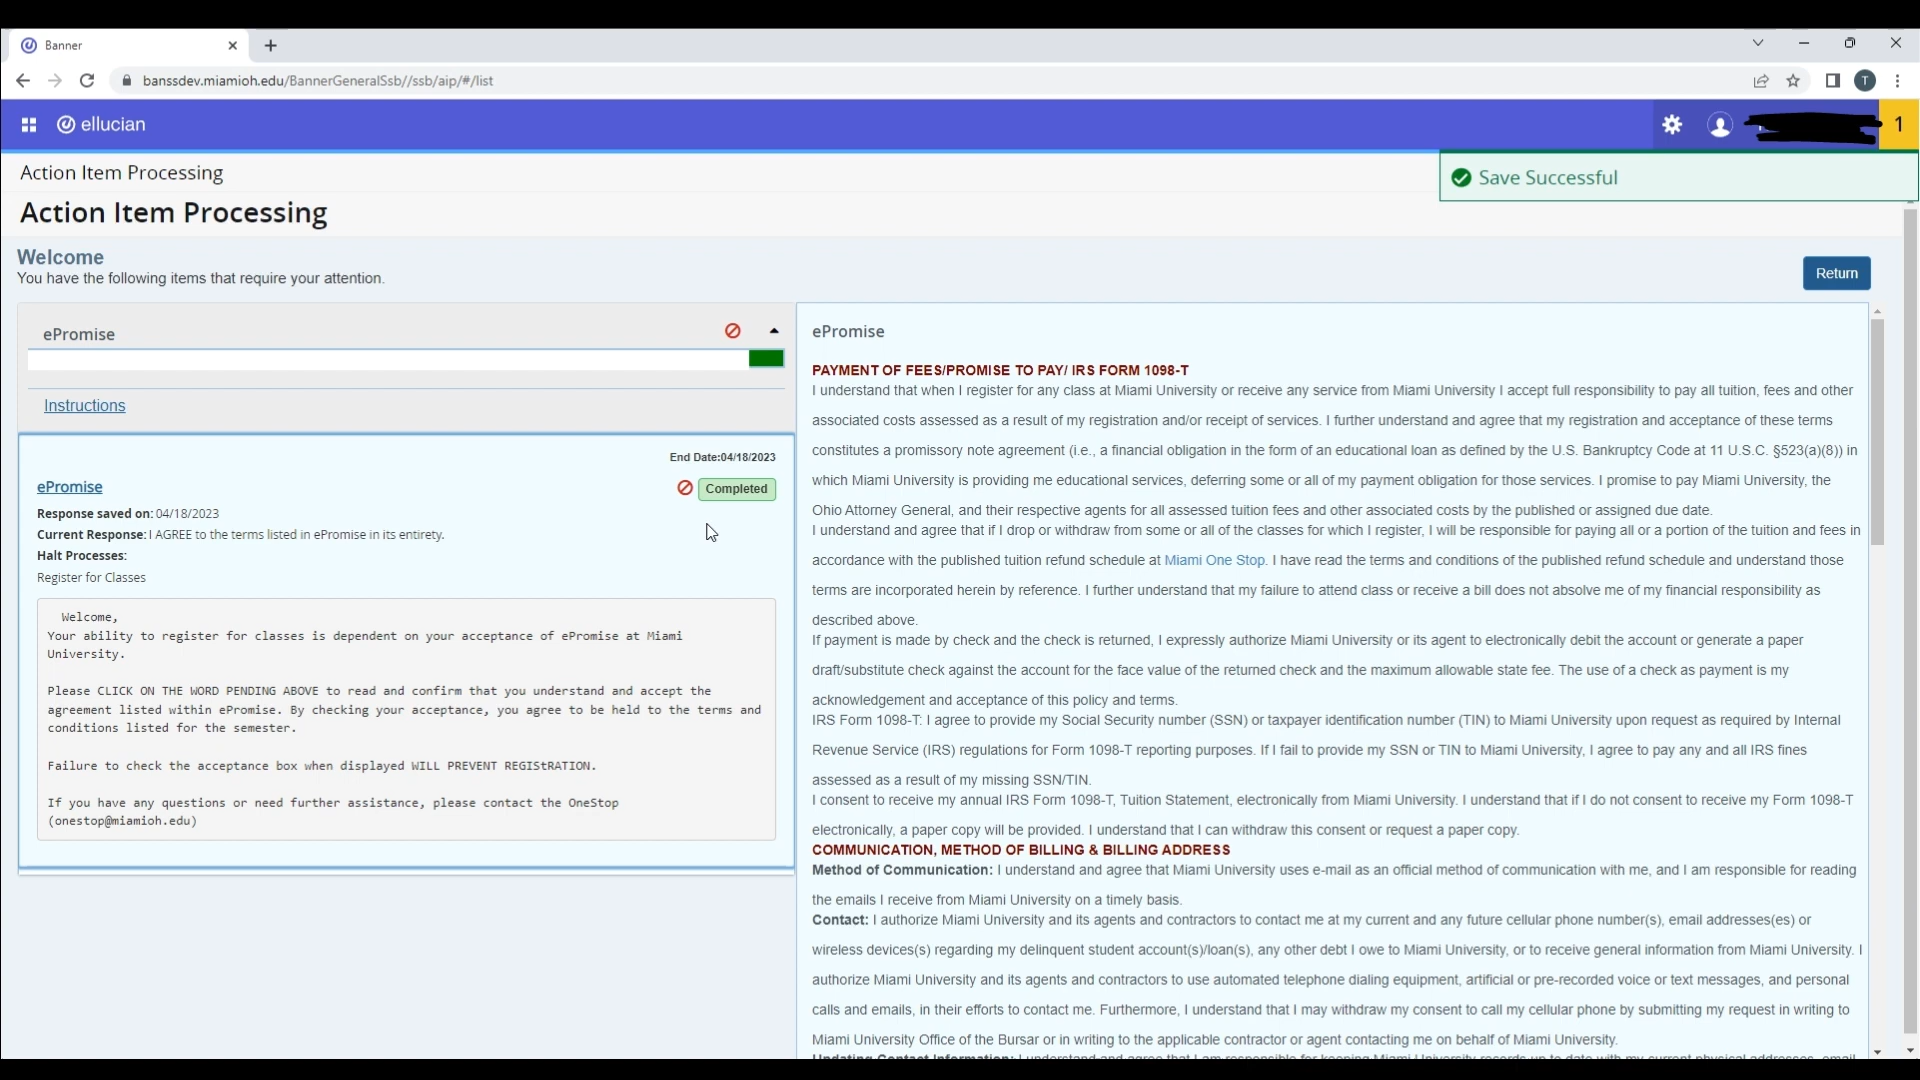 Banner
banssdev.miamioh.edu/BannerGeneralSsb//ssb/aip/#/list
T
ellucian
1
Action Item Processing
Save Successful
Action Item Processing
Welcome
You have the following items that require your attention.
Return
ePromise
Instructions
End Date:04/18/2023
ePromise
Completed
Response saved on: 04/18/2023
Current Response: I AGREE to the terms listed in ePromise in its entirety.
Halt Processes:
Register for Classes
Welcome,
Your ability to register for classes is dependent on your acceptance of ePromise at Miami
University.
Please CLICK ON THE WORD PENDING ABOVE to read and confirm that you understand and accept the
agreement listed within ePromise. By checking your acceptance, you agree to be held to the terms and
conditions listed for the semester.
Failure to check the acceptance box when displayed WILL PREVENT REGIStRATION.
If you have any questions or need further assistance, please contact the OneStop
(onestop@miamioh.edu)
ePromise
PAYMENT OF FEES/PROMISE TO PAY/ IRS FORM 1098-T
I understand that when I register for any class at Miami University or receive any service from Miami University I accept full responsibility to pay all tuition, fees and other
associated costs assessed as a result of my registration and/or receipt of services. I further understand and agree that my registration and acceptance of these terms
constitutes a promissory note agreement (i.e., a financial obligation in the form of an educational loan as defined by the U.S. Bankruptcy Code at 11 U.S.C. §523(a)(8)) in
which Miami University is providing me educational services, deferring some or all of my payment obligation for those services. I promise to pay Miami University, the
Ohio Attorney General, and their respective agents for all assessed tuition fees and other associated costs by the published or assigned due date.
I understand and agree that if I drop or withdraw from some or all of the classes for which I register, I will be responsible for paying all or a portion of the tuition and fees in
accordance with the published tuition refund schedule at Miami One Stop. I have read the terms and conditions of the published refund schedule and understand those
terms are incorporated herein by reference. I further understand that my failure to attend class or receive a bill does not absolve me of my financial responsibility as
described above.
If payment is made by check and the check is returned, I expressly authorize Miami University or its agent to electronically debit the account or generate a paper
draft/substitute check against the account for the face value of the returned check and the maximum allowable state fee. The use of a check as payment is my
acknowledgement and acceptance of this policy and terms.
IRS Form 1098-T: I agree to provide my Social Security number (SSN) or taxpayer identification number (TIN) to Miami University upon request as required by Internal
Revenue Service (IRS) regulations for Form 1098-T reporting purposes. If I fail to provide my SSN or TIN to Miami University, I agree to pay any and all IRS fines
assessed as a result of my missing SSN/TIN.
I consent to receive my annual IRS Form 1098-T, Tuition Statement, electronically from Miami University. I understand that if I do not consent to receive my Form 1098-T
electronically, a paper copy will be provided. I understand that I can withdraw this consent or request a paper copy.
COMMUNICATION, METHOD OF BILLING & BILLING ADDRESS
Method of Communication: I understand and agree that Miami University uses e-mail as an official method of communication with me, and I am responsible for reading
the emails I receive from Miami University on a timely basis.
Contact: I authorize Miami University and its agents and contractors to contact me at my current and any future cellular phone number(s), email addresses(es) or
wireless devices(s) regarding my delinquent student account(s)/loan(s), any other debt I owe to Miami University, or to receive general information from Miami University. I
authorize Miami University and its agents and contractors to use automated telephone dialing equipment, artificial or pre-recorded voice or text messages, and personal
calls and emails, in their efforts to contact me. Furthermore, I understand that I may withdraw my consent to call my cellular phone by submitting my request in writing to
Miami University Office of the Bursar or in writing to the applicable contractor or agent contacting me on behalf of Miami University.
Updating Contact Information: I understand and agree that I am responsible for keeping Miami University records up to date with my current physical addresses, email